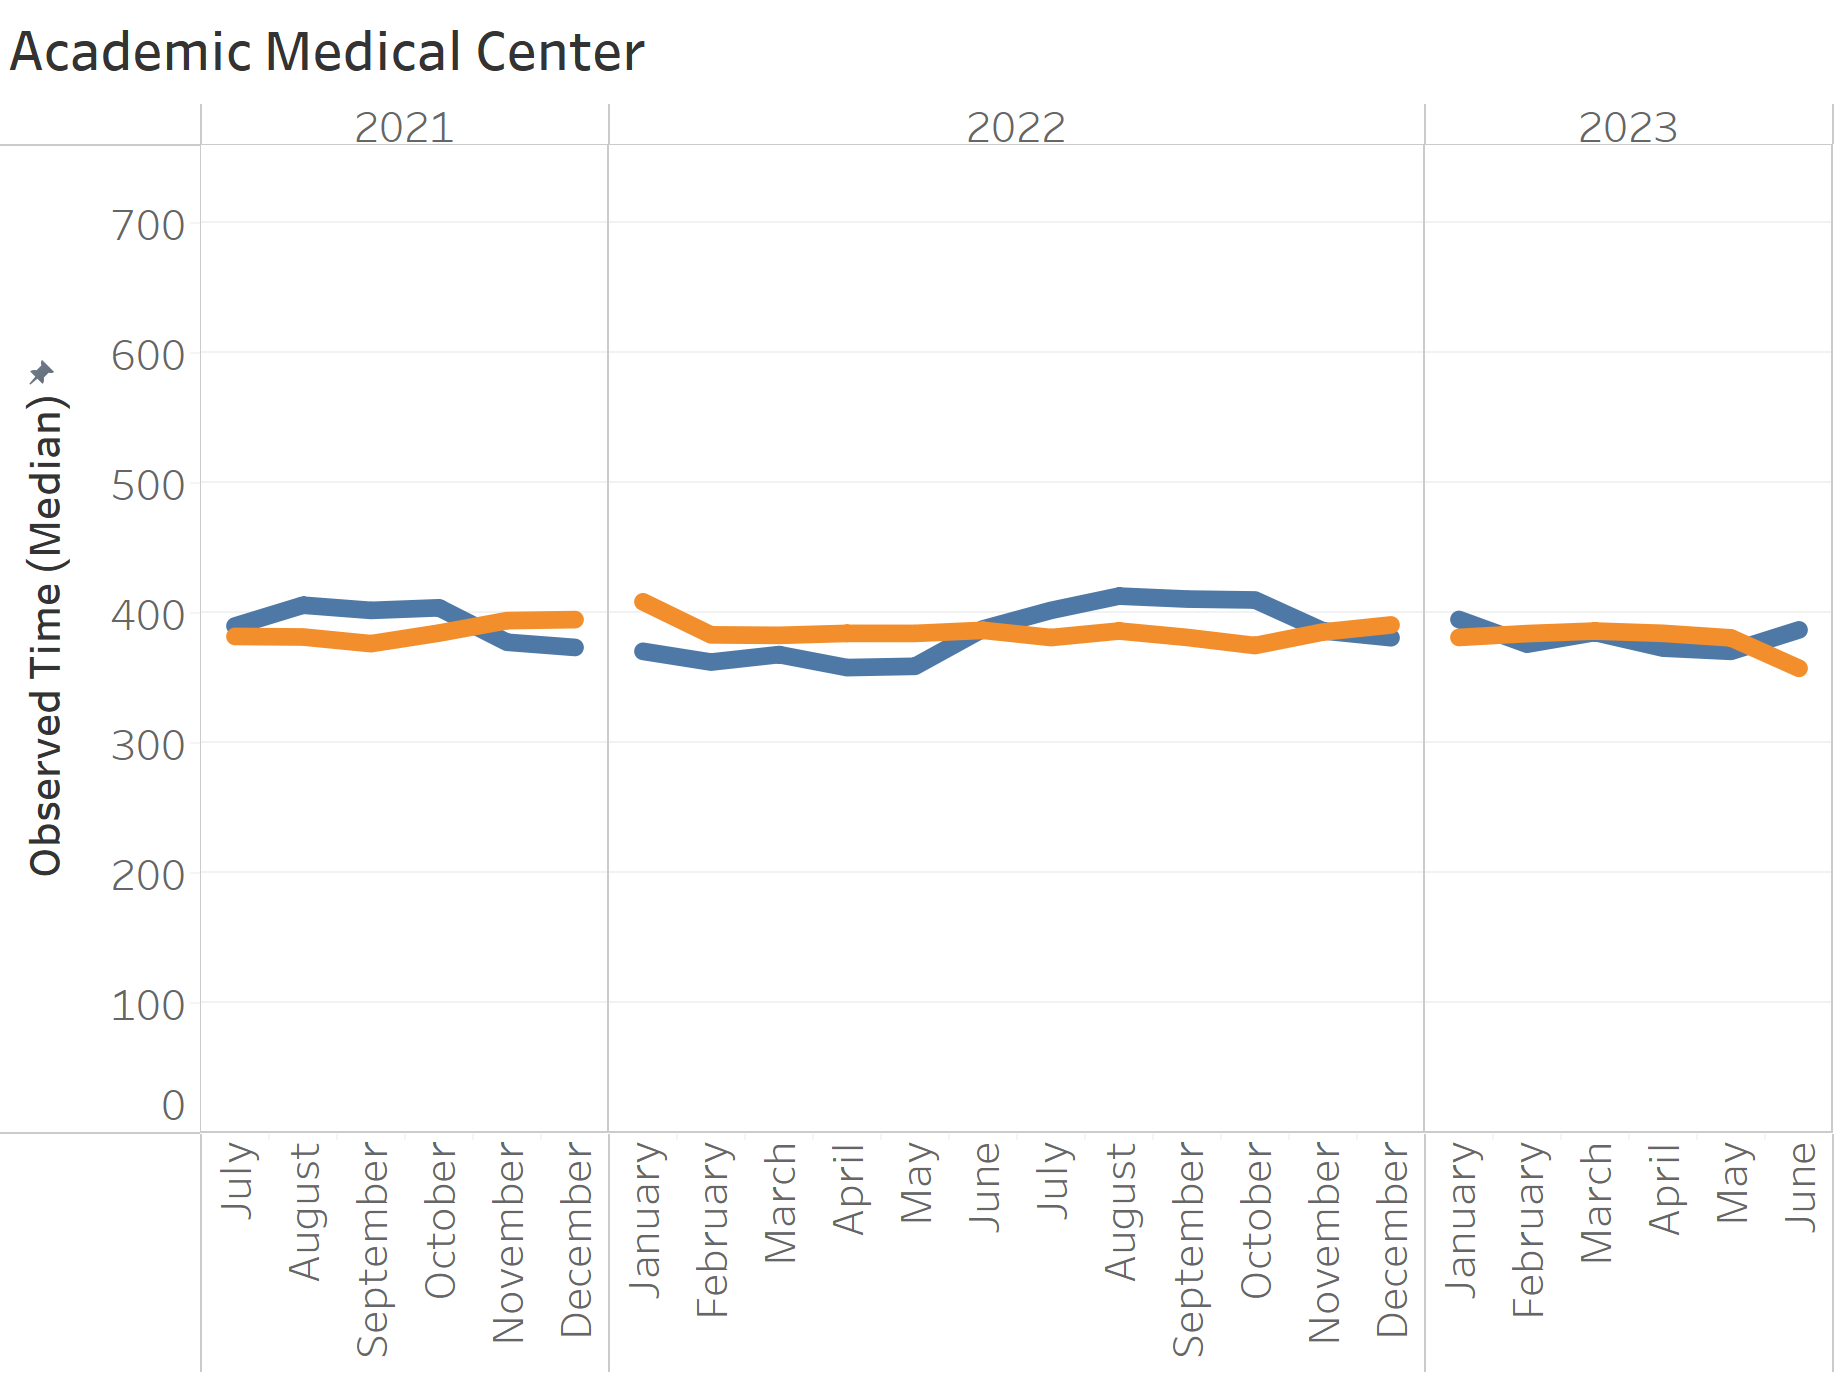 Academic Medical Center
2021 2022 2023
Observed Time (Median)
700
600
500
400
300
200
100
0
July August September October November December January February March April May June July August September October November December January February March April May June